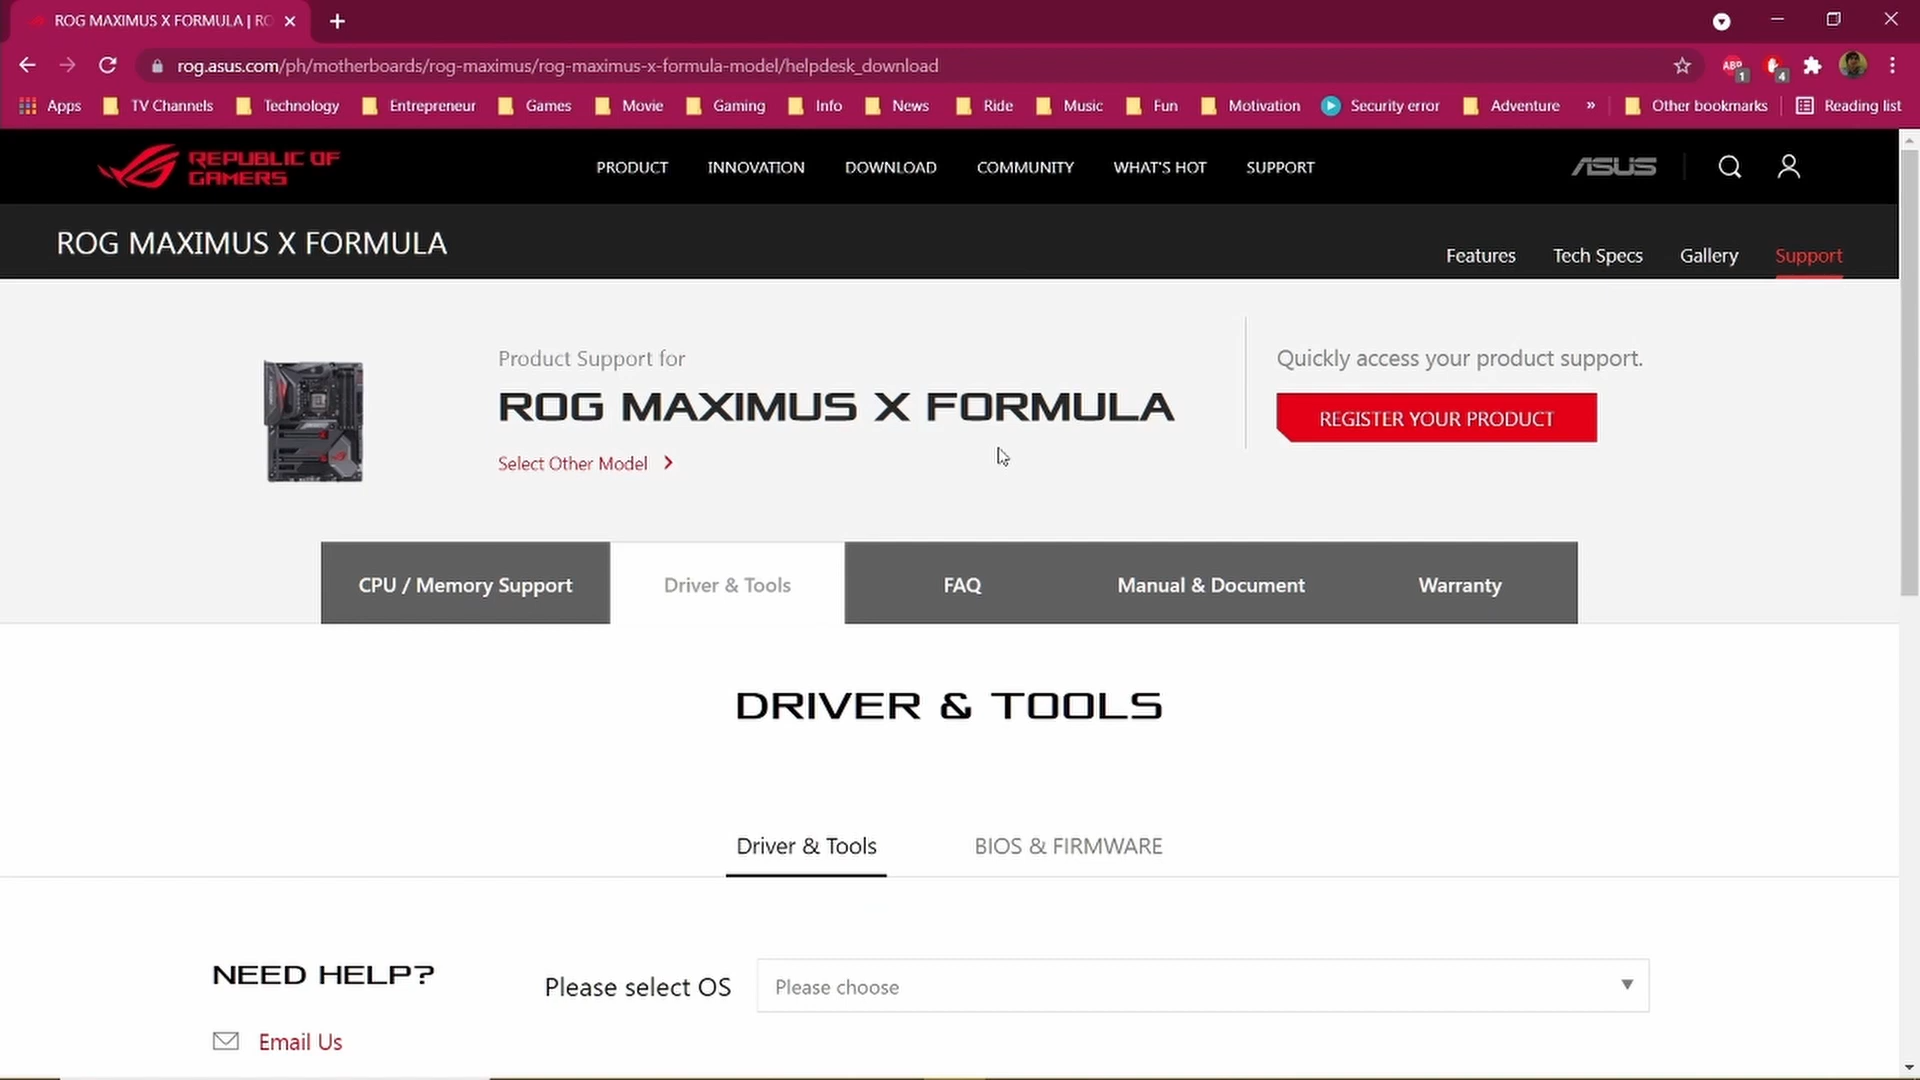 ROG MAXIMUS X FORMULA | RO
rog.asus.com/ph/motherboards/rog-maximus/rog-maximus-x-formula-model/helpdesk_download
ABP 1 4
Apps TV Channels Technology Entrepreneur Games Movie Gaming Info News Ride Music Fun Motivation Security error Adventure » Other bookmarks Reading list
REPUBLIC OF
GAMERS
PRODUCT INNOVATION DOWNLOAD COMMUNITY WHAT'S HOT SUPPORT
ASUS
ROG MAXIMUS X FORMULA
Features Tech Specs Gallery Support
Product Support for
ROG MAXIMUS X FORMULA
Select Other Model
Quickly access your product support.
REGISTER YOUR PRODUCT
CPU / Memory Support Driver & Tools FAQ Manual & Document Warranty
DRIVER & TOOLS
Driver & Tools BIOS & FIRMWARE
NEED HELP?
Please select OS Please choose
Email Us